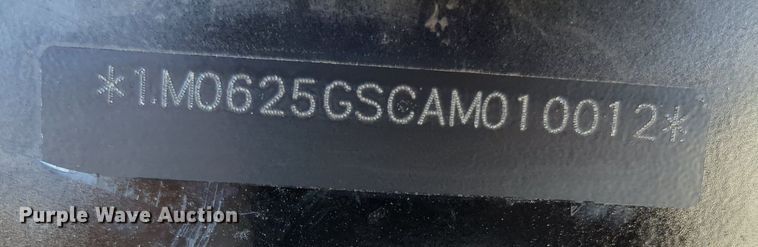 *1M0625GSCAM010012*
Purple Wave Auction